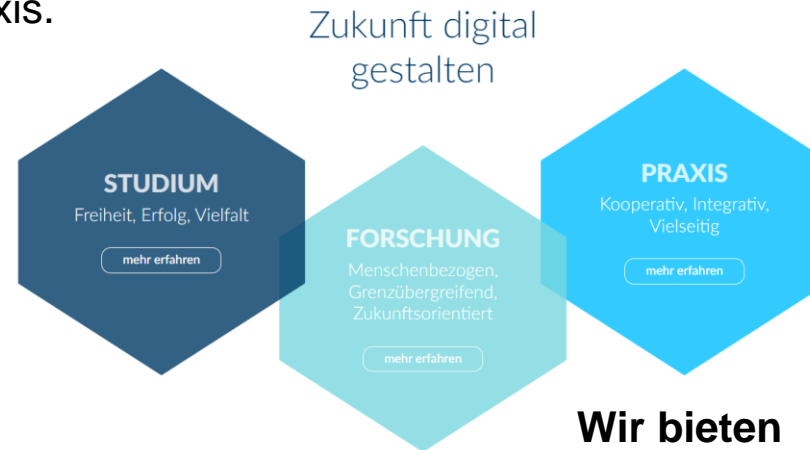 xis.
Zukunft digital
gestalten
STUDIUM
Freiheit, Erfolg, Vielfalt
mehr erfahren
FORSCHUNG
Menschenbezogen,
Grenzübergreifend,
Zukunftsorientiert
mehr erfahren
PRAXIS
Kooperativ, Integrativ,
Vielseitig
mehr erfahren
Wir bieten